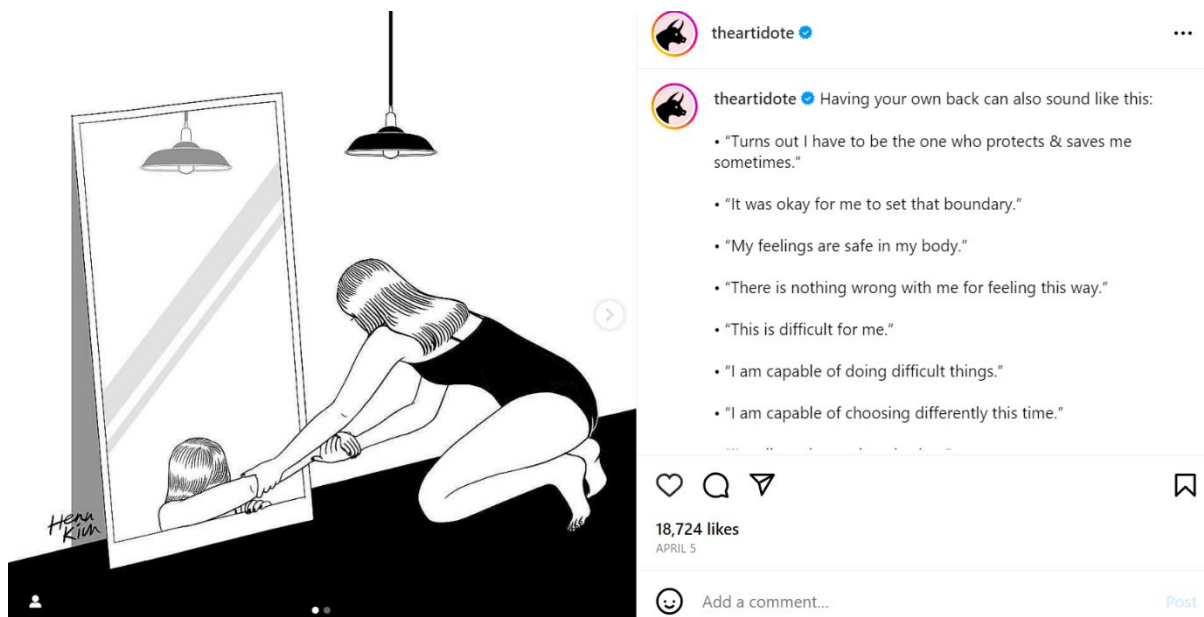 Hena
Kim
theartidote
theartidote Having your own back can also sound like this:
• “Turns out I have to be the one who protects & saves me
sometimes.”
• “It was okay for me to set that boundary.”
• “My feelings are safe in my body.”
• “There is nothing wrong with me for feeling this way.”
• “This is difficult for me.”
• “I am capable of doing difficult things.”
• “I am capable of choosing differently this time.”
18,724 likes
APRIL 5
Add a comment...
Post